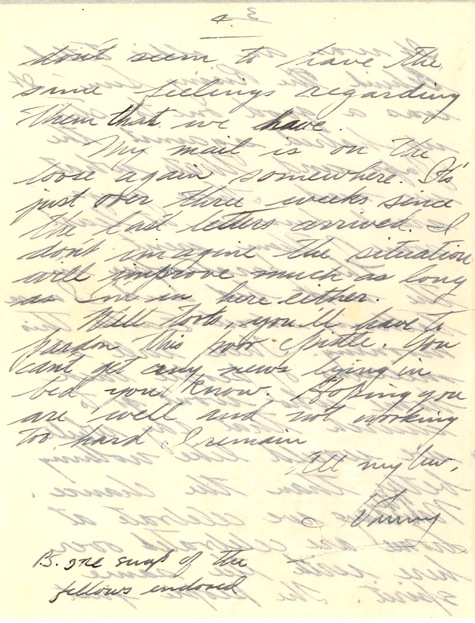 4.
don't seem to have the
same feelings regarding
them that we have.
My mail is on the
loose again somewhere. It's
just over three weeks since
the last letters arrived. I
don't imagine the situation
will improve much as long
as I'm in here either.
Well Toots, you'll have to
pardon this poor epistle. You
can't get any news lying in
bed you know. Hoping you
are well and not working
too hard I remain
All my luv,
Jimmy
P.S. one snap of the
fellows enclosed